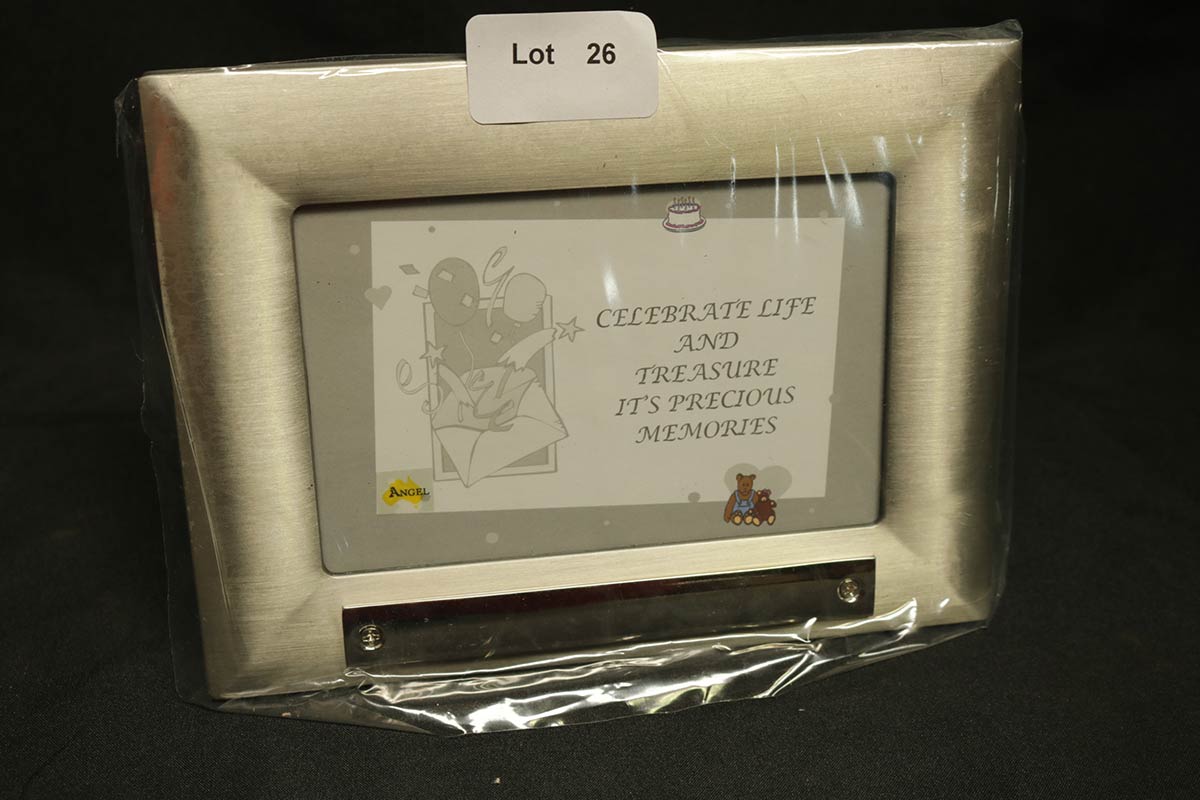 Lot 26
CELEBRATE LIFE
AND
TREASURE
IT'S PRECIOUS
MEMORIES
ANGEL